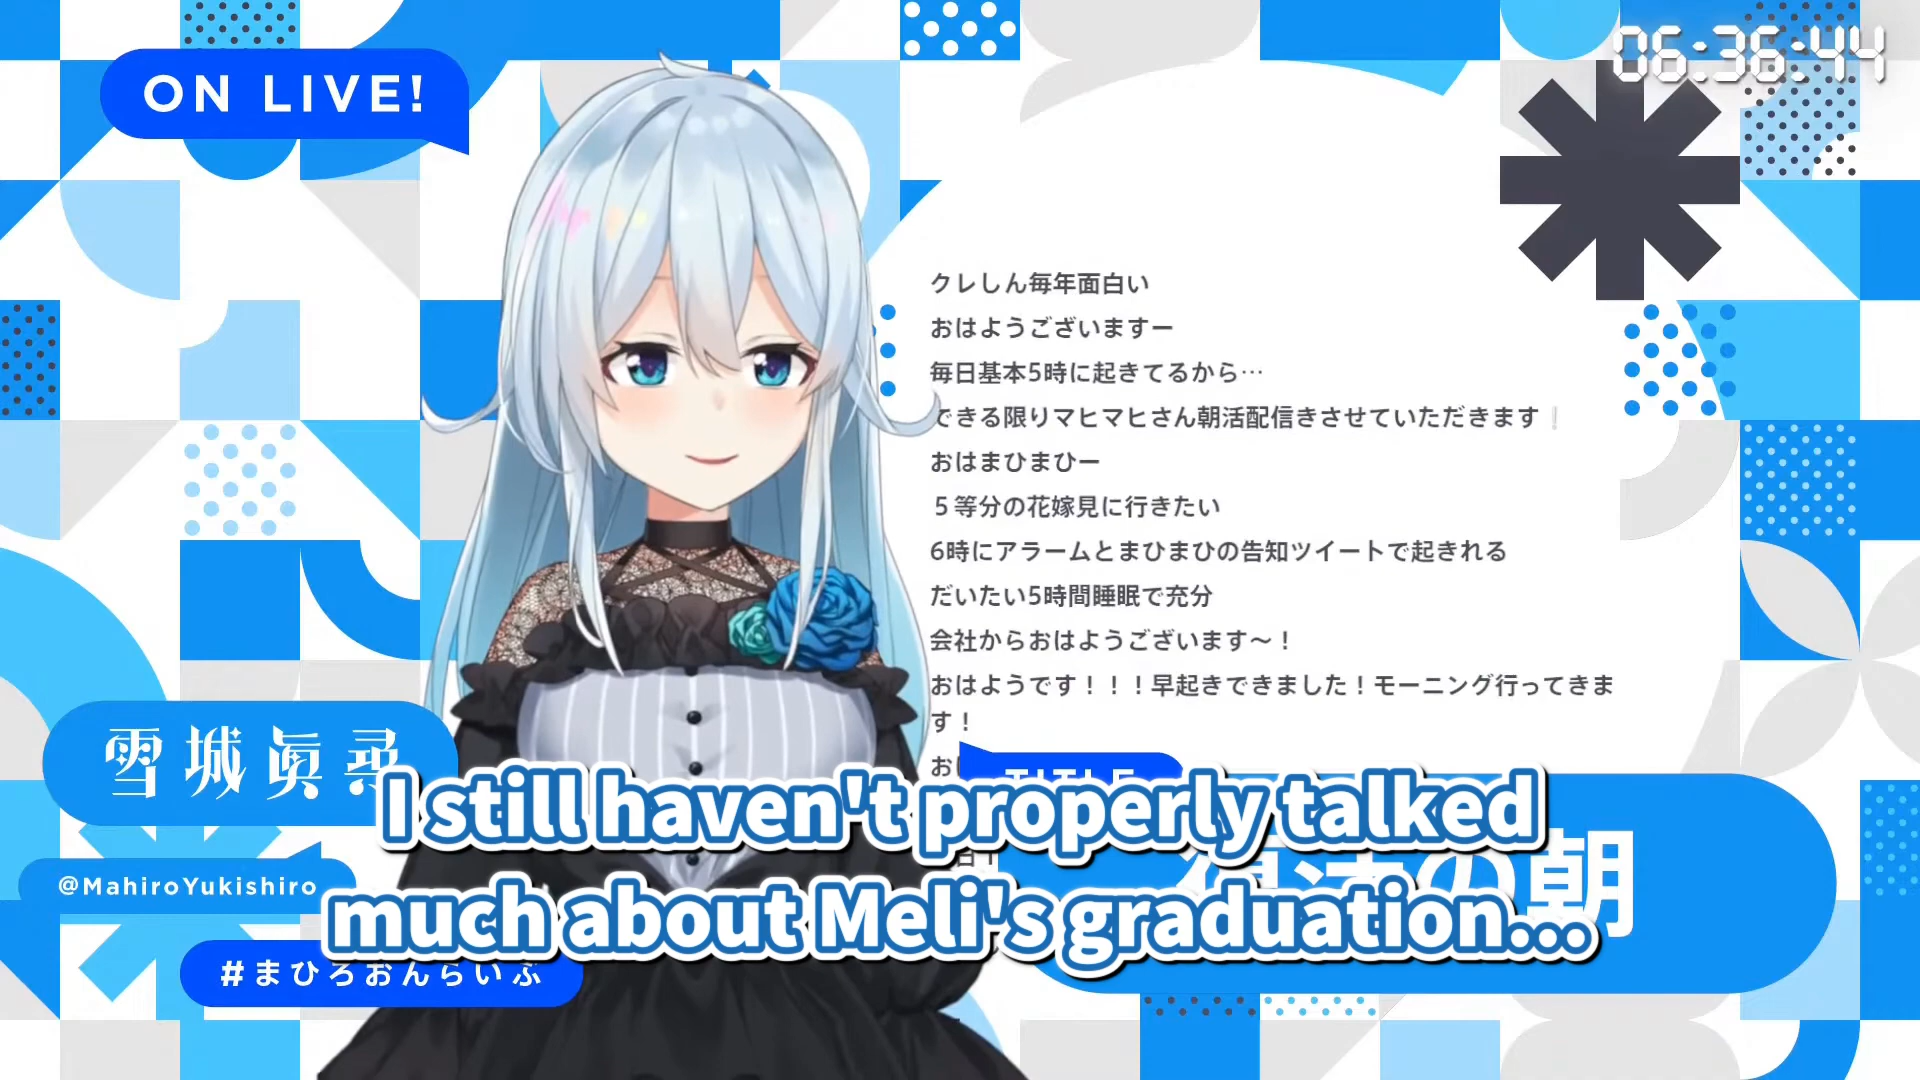 ON LIVE!
06:36:44
クレしん毎年面白い
おはようございますー
毎日基本5時に起きてるから…
できる限りマヒマヒさん朝活配信きさせていただきます❕
おはまひまひー
５等分の花嫁見に行きたい
6時にアラームとまひまひの告知ツイートで起きれる
だいたい5時間睡眠で充分
会社からおはようございます〜！
おはようです！！！早起きできました！モーニング行ってきま
す！
雪城眞尋
@MahiroYukishiro
#まひろおんらいぶ
TITLE
の朝
I still haven't properly talked
much about Meli's graduation...